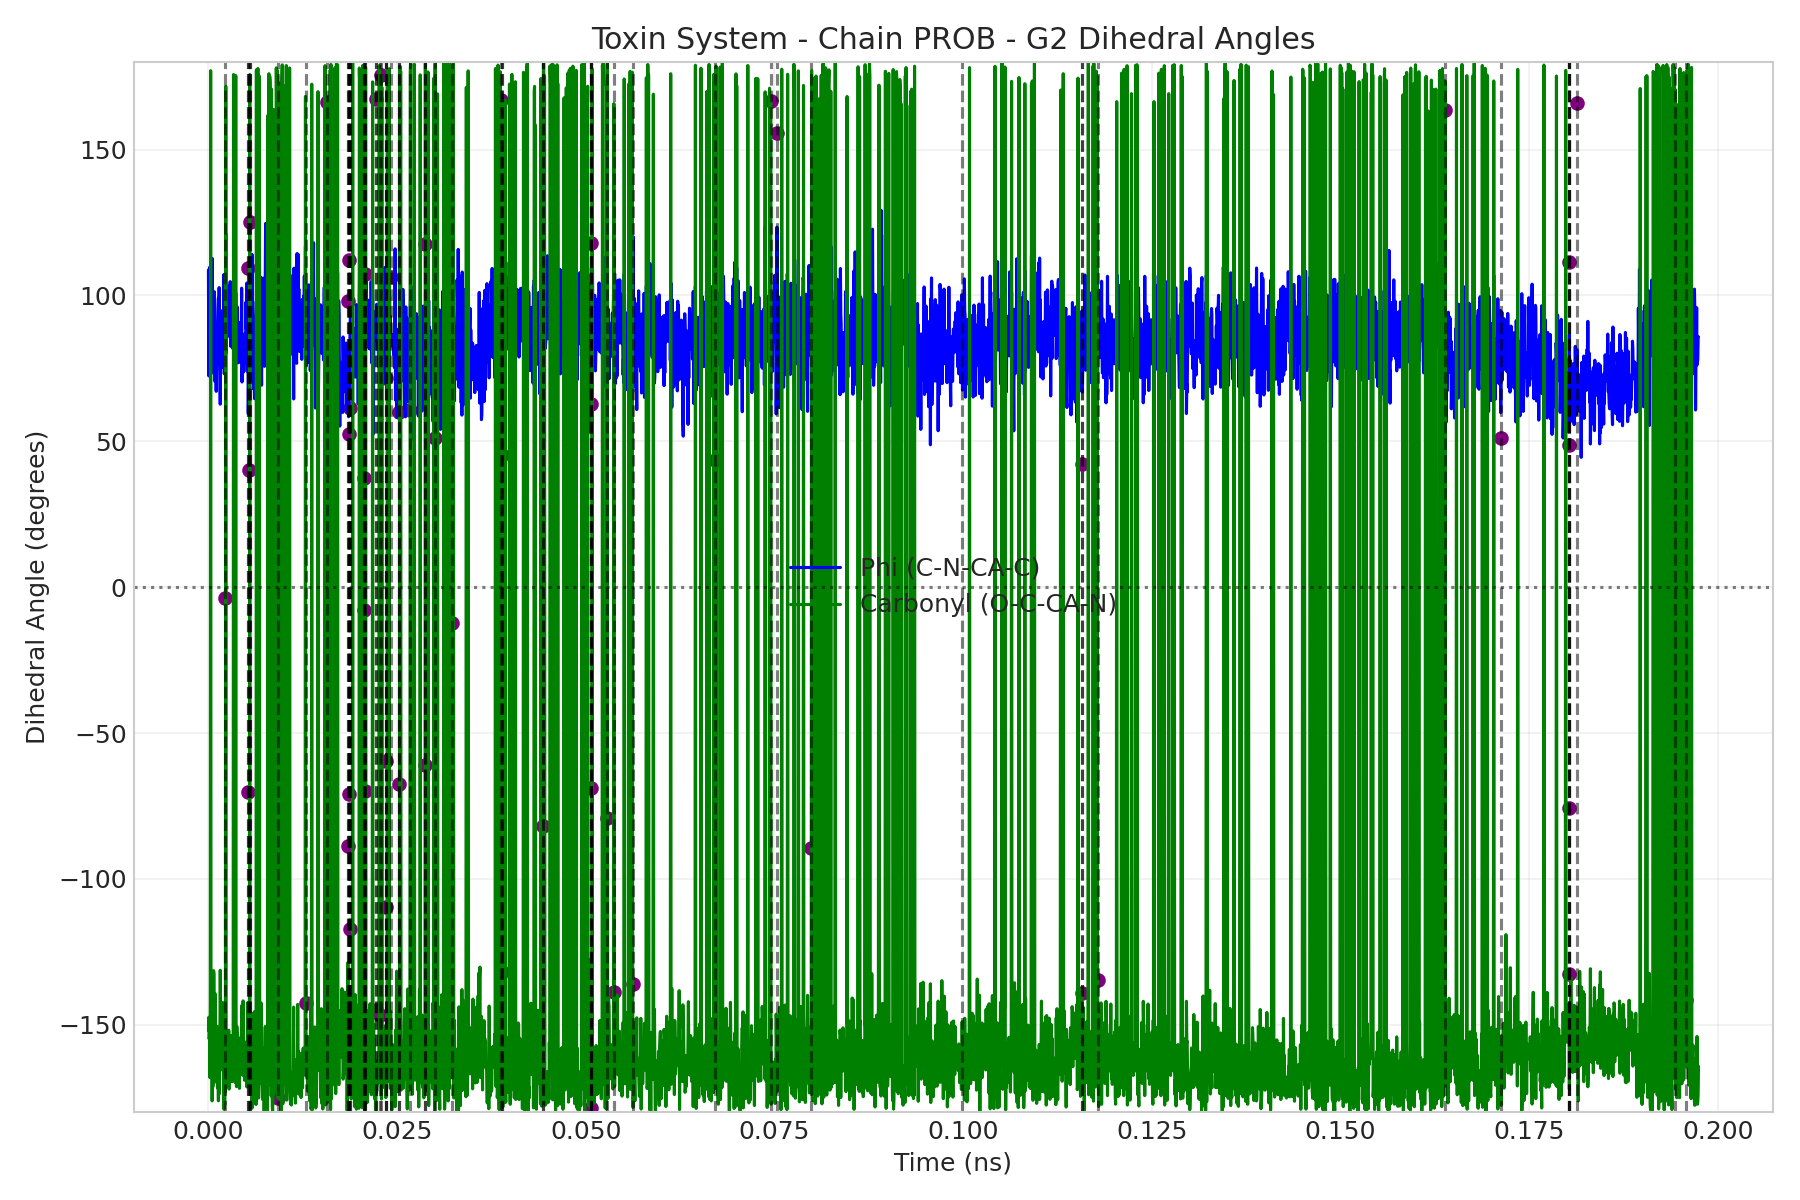 Toxin System - Chain PROB - G2 Dihedral Angles
Dihedral Angle (degrees)
150
100
50
0
−50
−100
−150
Phi (C-N-CA-C)
Carbonyl (O-C-CA-N)
0.000 0.025 0.050 0.075 0.100 0.125 0.150 0.175 0.200
Time (ns)